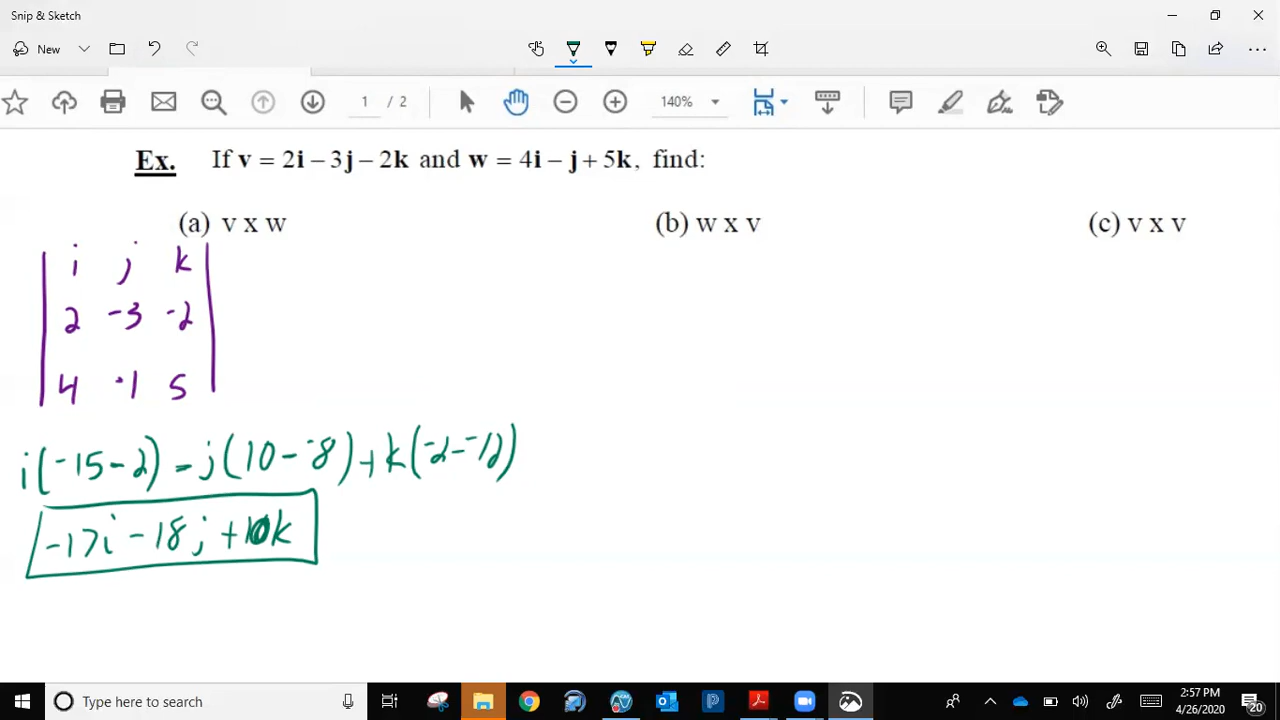 Snip & Sketch
New
1 / 2
140%
Ex. If v = 2i – 3j – 2k and w = 4i – j + 5k, find:
(a) v x w
(b) w x v
(c) v x v
i j k
2 -3 -2
4 -1 5
i(-15-2) - j(10--8) + k(-2--12)
-17i - 18j + 10k
Type here to search
2:57 PM
4/26/2020
20